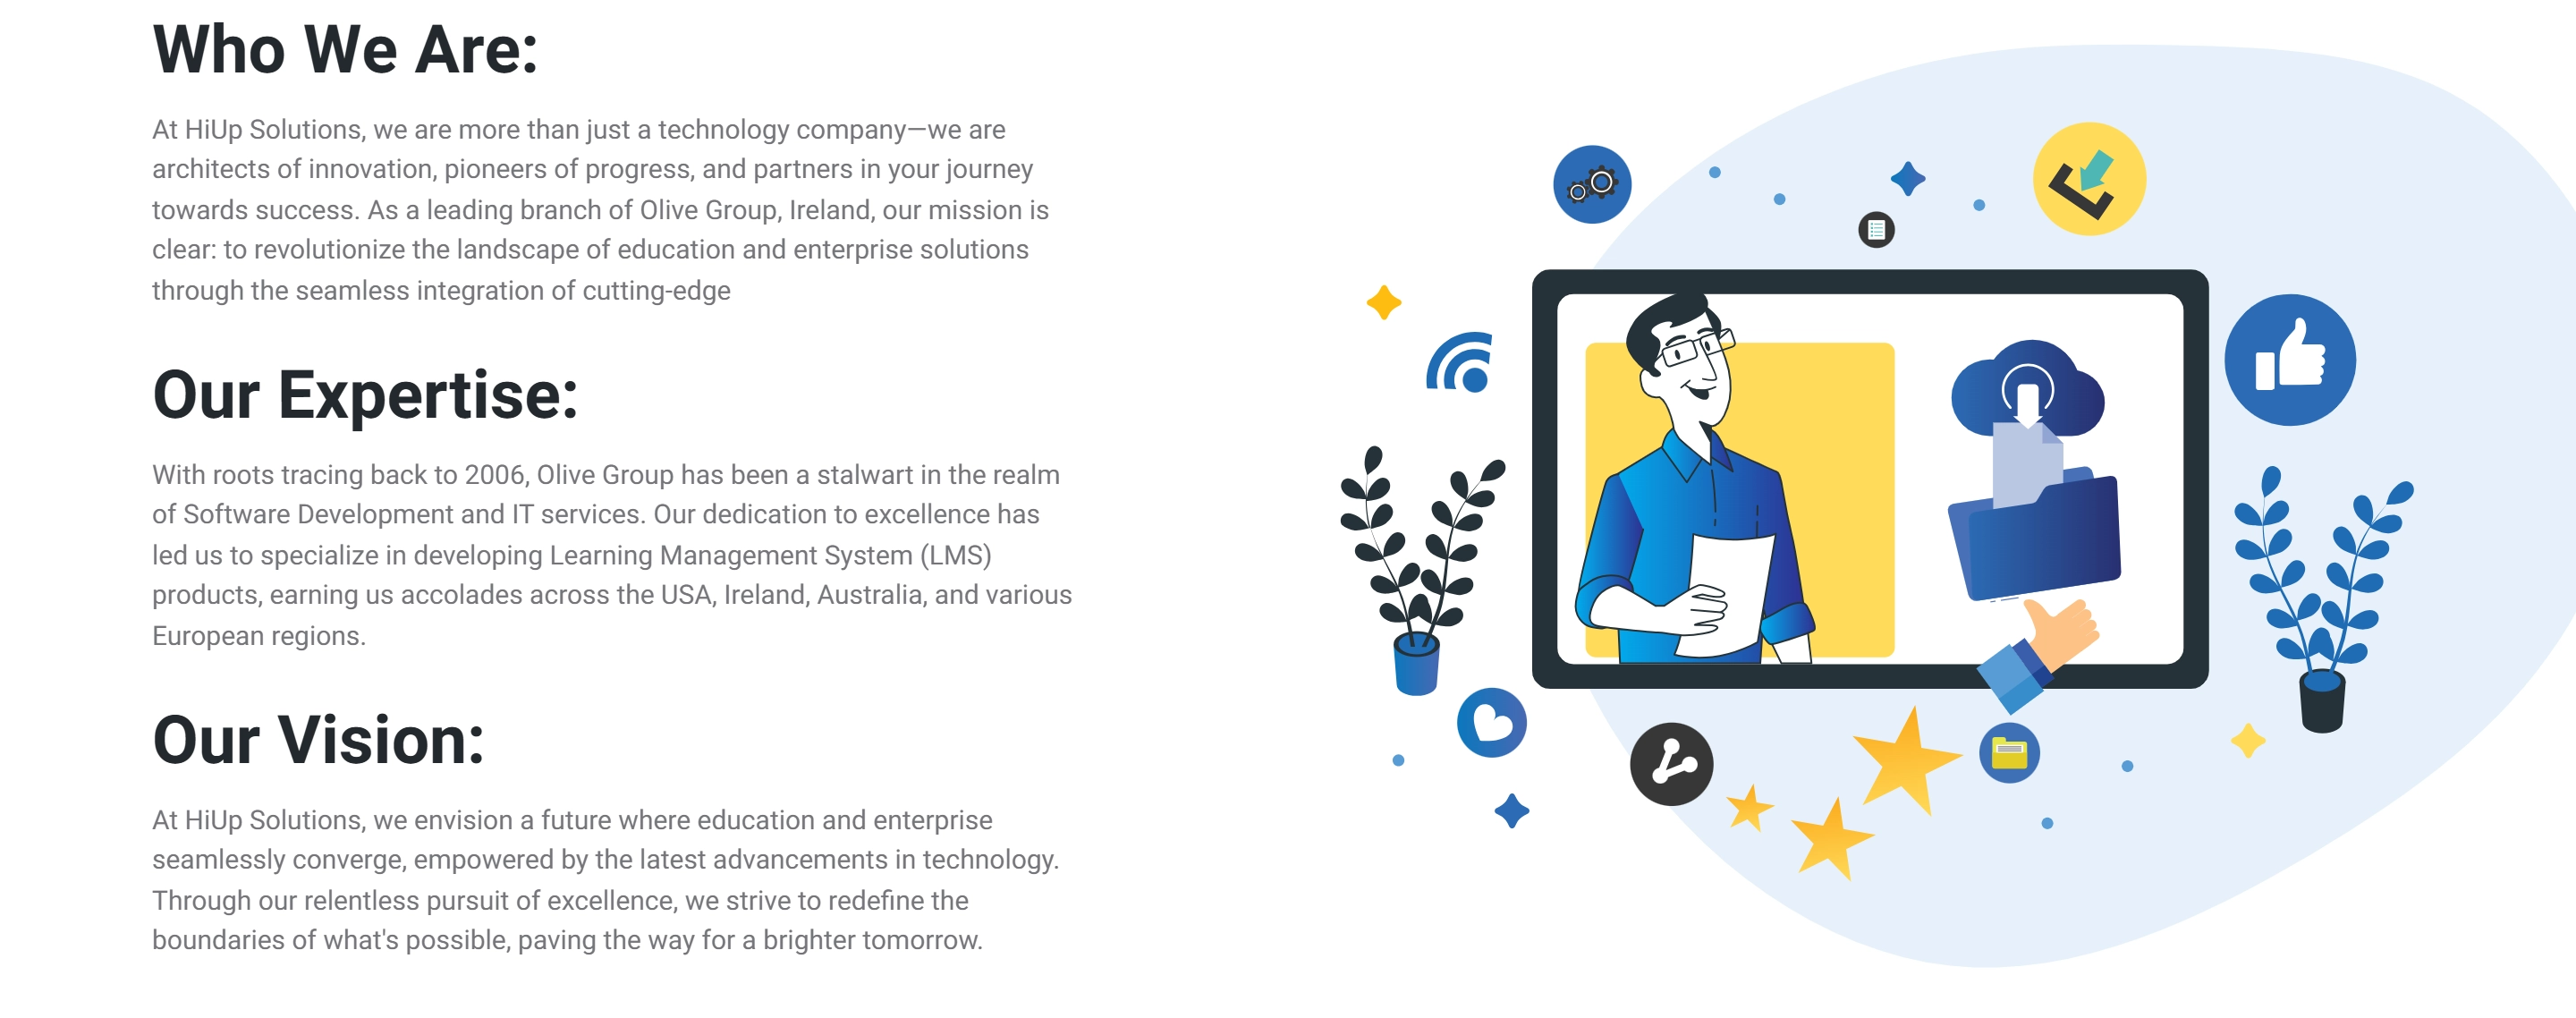 Who We Are:
At HiUp Solutions, we are more than just a technology company—we are
architects of innovation, pioneers of progress, and partners in your journey
towards success. As a leading branch of Olive Group, Ireland, our mission is
clear: to revolutionize the landscape of education and enterprise solutions
through the seamless integration of cutting-edge
Our Expertise:
With roots tracing back to 2006, Olive Group has been a stalwart in the realm
of Software Development and IT services. Our dedication to excellence has
led us to specialize in developing Learning Management System (LMS)
products, earning us accolades across the USA, Ireland, Australia, and various
European regions.
Our Vision:
At HiUp Solutions, we envision a future where education and enterprise
seamlessly converge, empowered by the latest advancements in technology.
Through our relentless pursuit of excellence, we strive to redefine the
boundaries of what's possible, paving the way for a brighter tomorrow.